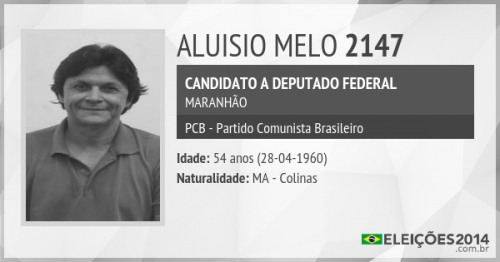 ALUISIO MELO 2147
CANDIDATO A DEPUTADO FEDERAL
MARANHÃO
PCB - Partido Comunista Brasileiro
Idade: 54 anos (28-04-1960)
Naturalidade: MA - Colinas
ELEIÇÕES2014
.com.br